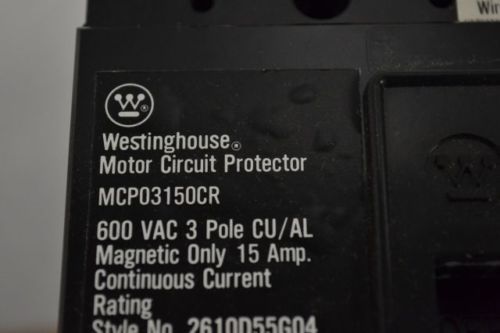 Wir
W®
Westinghouse®
Motor Circuit Protector
MCP03150CR
600 VAC 3 Pole CU/AL
Magnetic Only 15 Amp.
Continuous Current
Rating
Style No. 2610D55G04
W